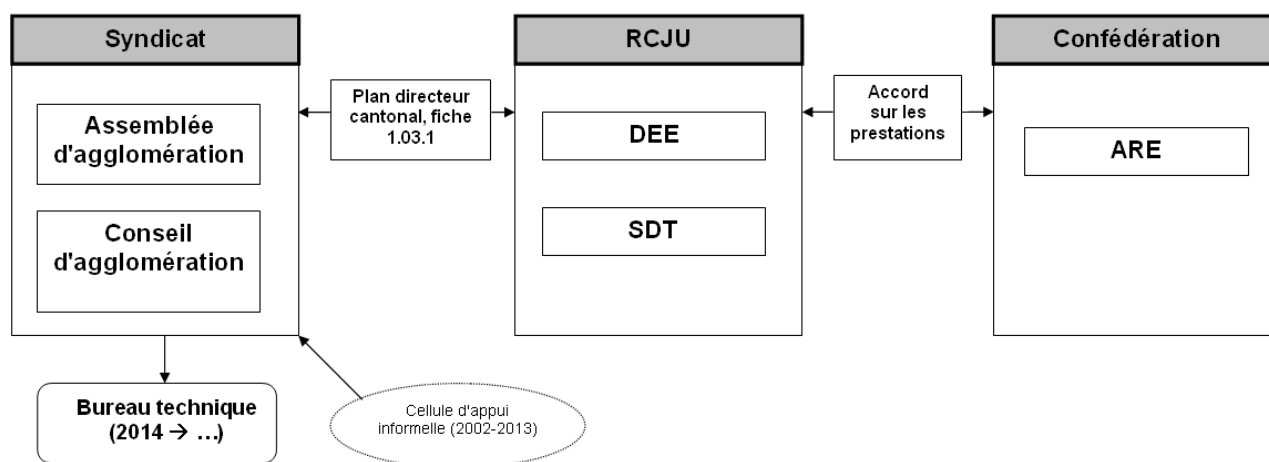 Syndicat
Assemblée
d'agglomération
Conseil
d'agglomération
Plan directeur
cantonal, fiche
1.03.1
RCJU
DEE
SDT
Accord
sur les
prestations
Confédération
ARE
Bureau technique
(2014 → ...)
Cellule d'appui
informelle (2002-2013)